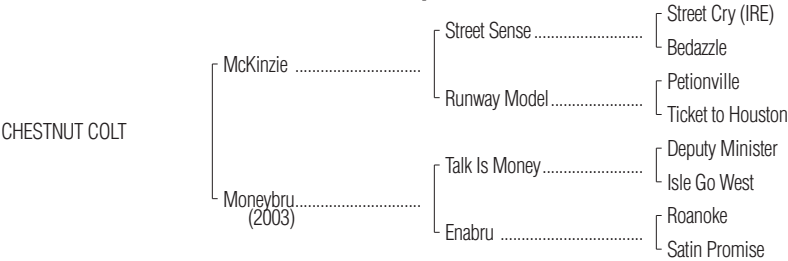 Street Cry (IRE)
Street Sense ..........................
Bedazzle
McKinzie ..............................
Petionville
Runway Model ......................
Ticket to Houston
CHESTNUT COLT
Deputy Minister
Talk Is Money ........................
Isle Go West
Moneybru ..............................
(2003)
Roanoke
Enabru ..................................
Satin Promise